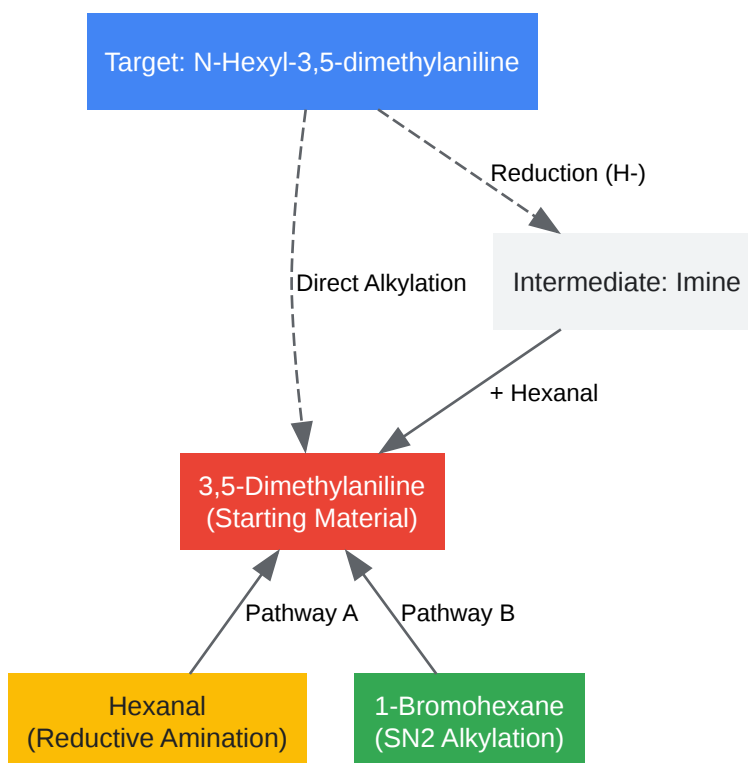 Target: N-Hexyl-3,5-dimethylaniline
Reduction (H-)
Intermediate: Imine
Direct Alkylation
+ Hexanal
3,5-Dimethylaniline
(Starting Material)
Pathway A
Pathway B
Hexanal
(Reductive Amination)
1-Bromohexane
(SN2 Alkylation)